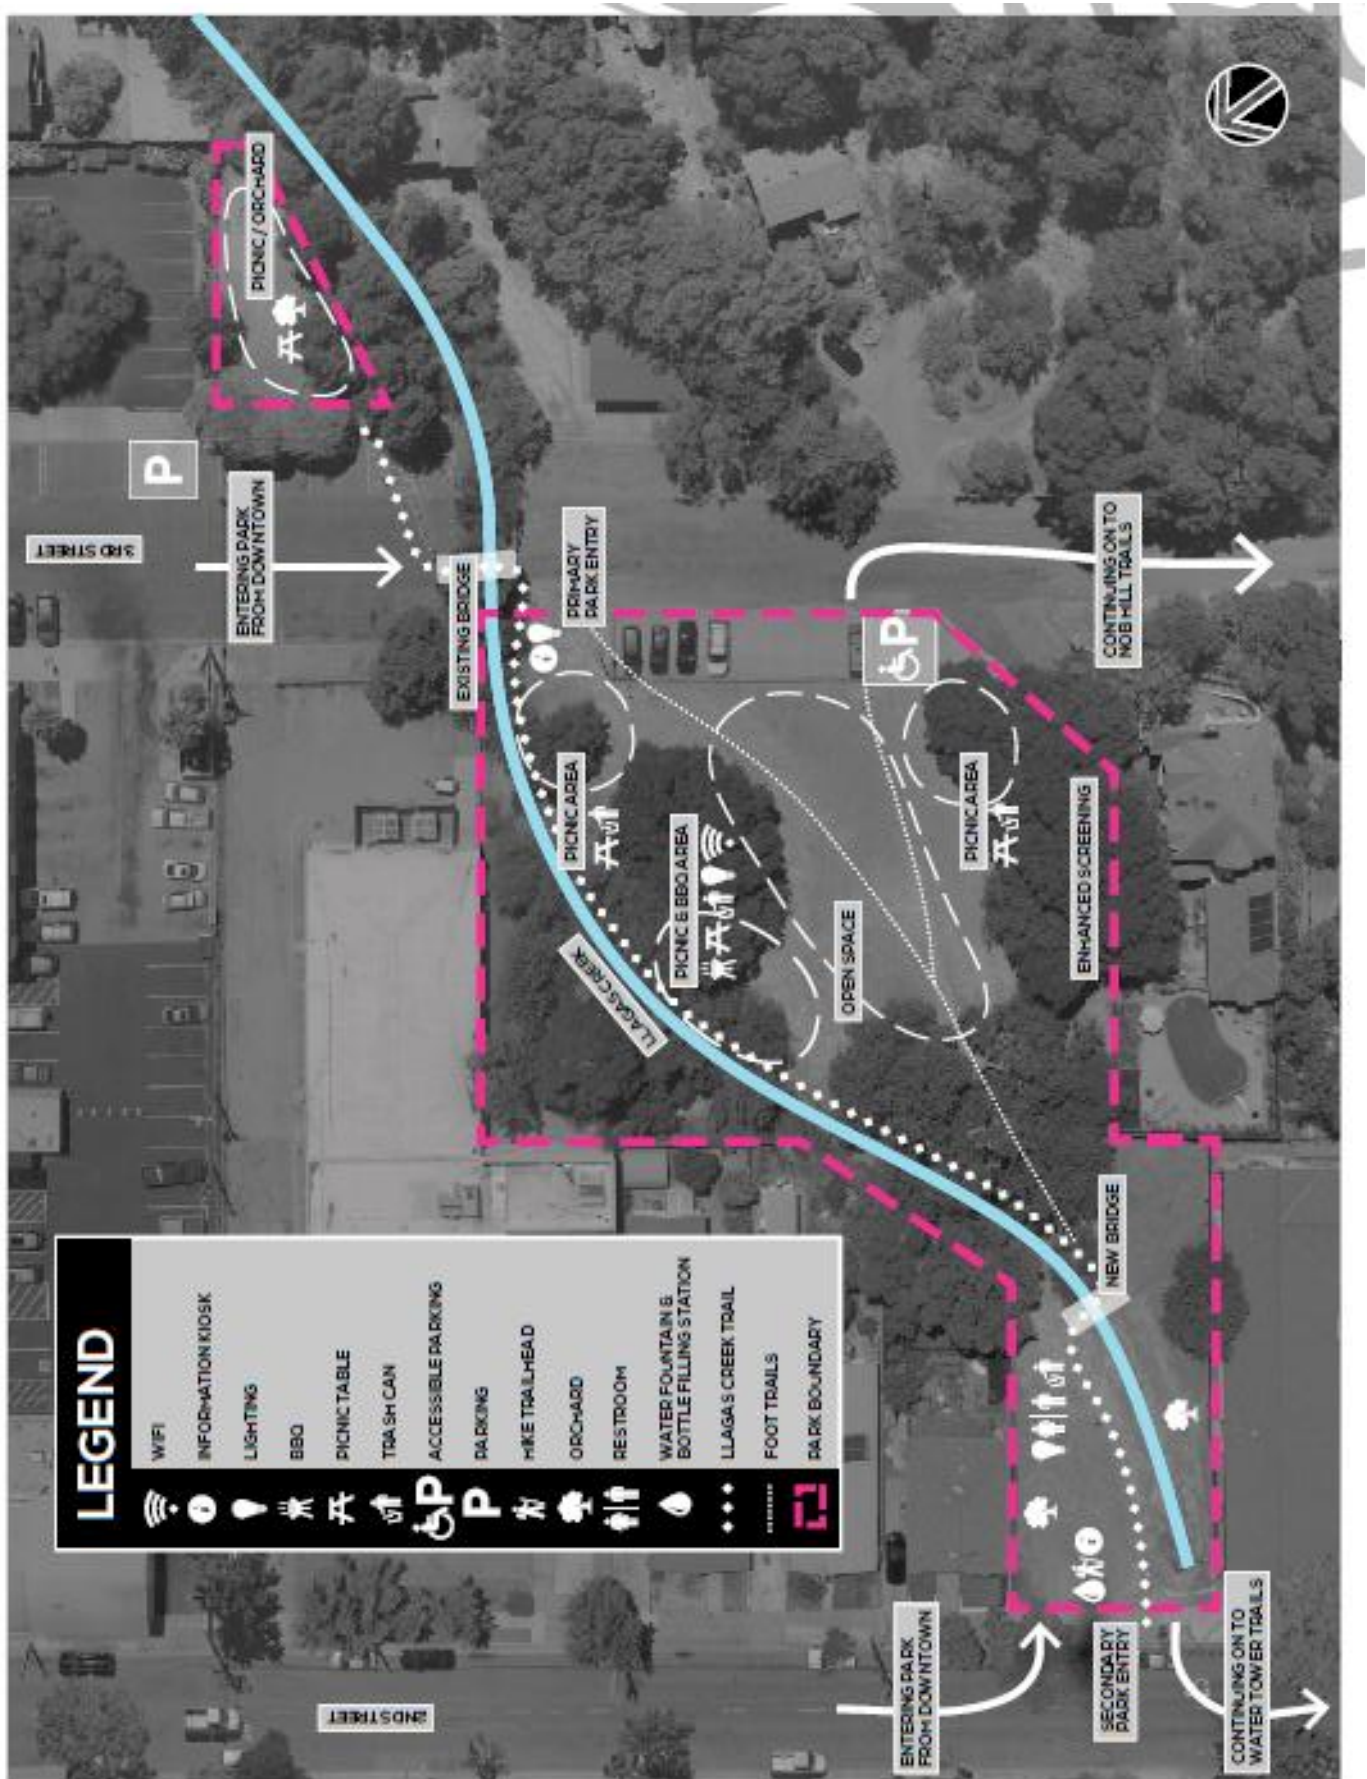 LEGEND
WIFI
INFORMATION KIOSK
LIGHTING
BBQ
PICNIC TABLE
TRASH CAN
ACCESSIBLE PARKING
P
PARKING
P
HIKE TRAILHEAD
ORCHARD
RESTROOM
WATER FOUNTAIN &
BOTTLE FILLING STATION
LLAGAS CREEK TRAIL
FOOT TRAILS
PARK BOUNDARY
2ND STREET
3RD STREET
P
ENTERING PARK
FROM DOWNTOWN
PICNIC / ORCHARD
EXISTING BRIDGE
PRIMARY
PARK ENTRY
P
PICNIC AREA
PICNIC & BBQ AREA
LLAGAS CREEK
OPEN SPACE
PICNIC AREA
ENHANCED SCREENING
CONTINUING ON TO
NOB HILL TRAILS
NEW BRIDGE
ENTERING PARK
FROM DOWNTOWN
SECONDARY
PARK ENTRY
CONTINUING ON TO
WATER TOWER TRAILS